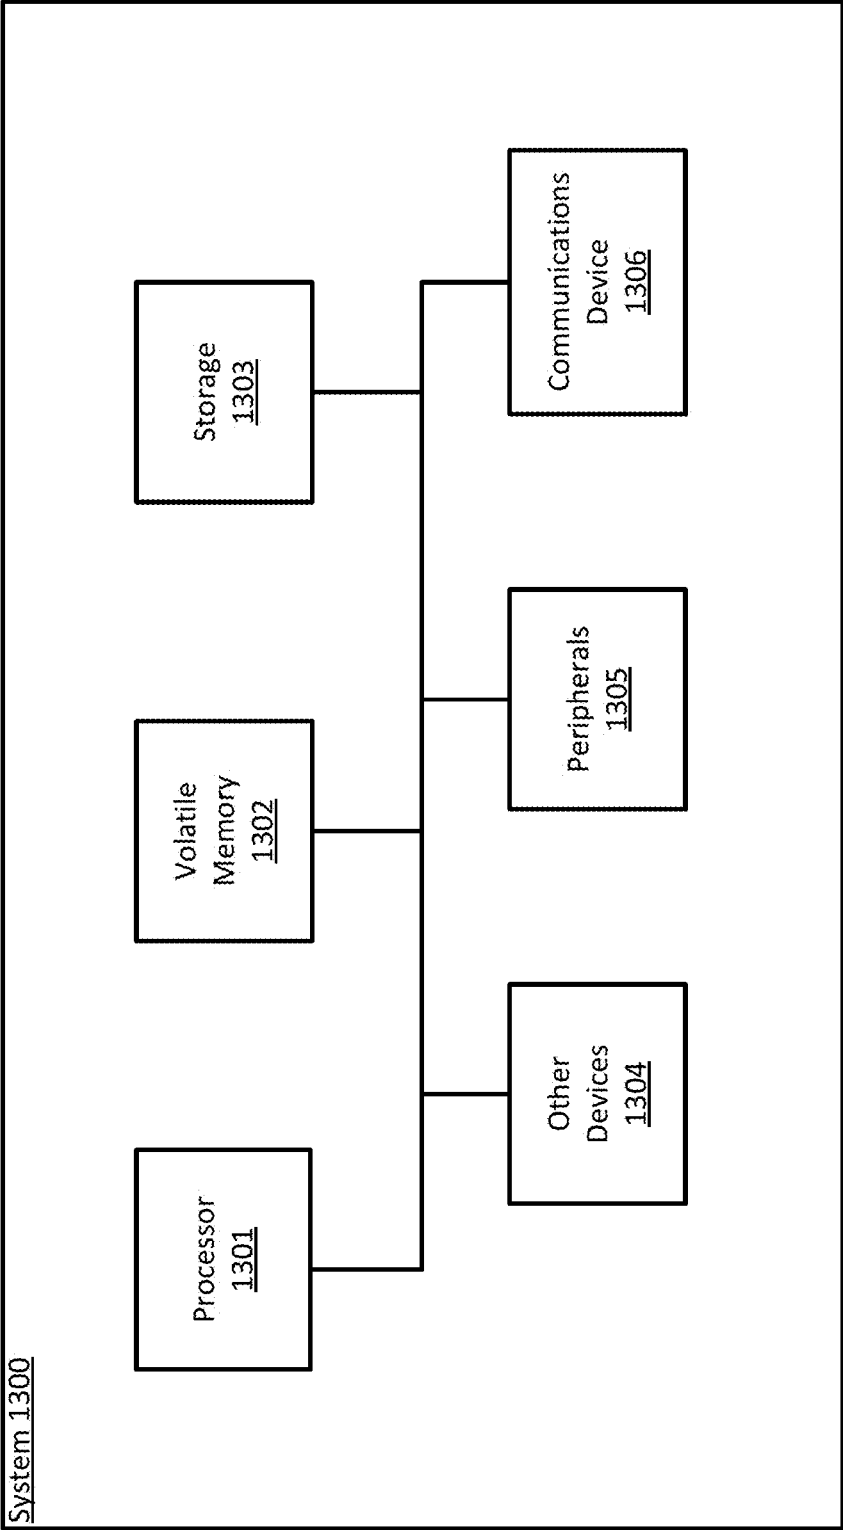 System 1300
Processor
1301
Volatile
Memory
1302
Storage
1303
Other
Devices
1304
Peripherals
1305
Communications
Device
1306